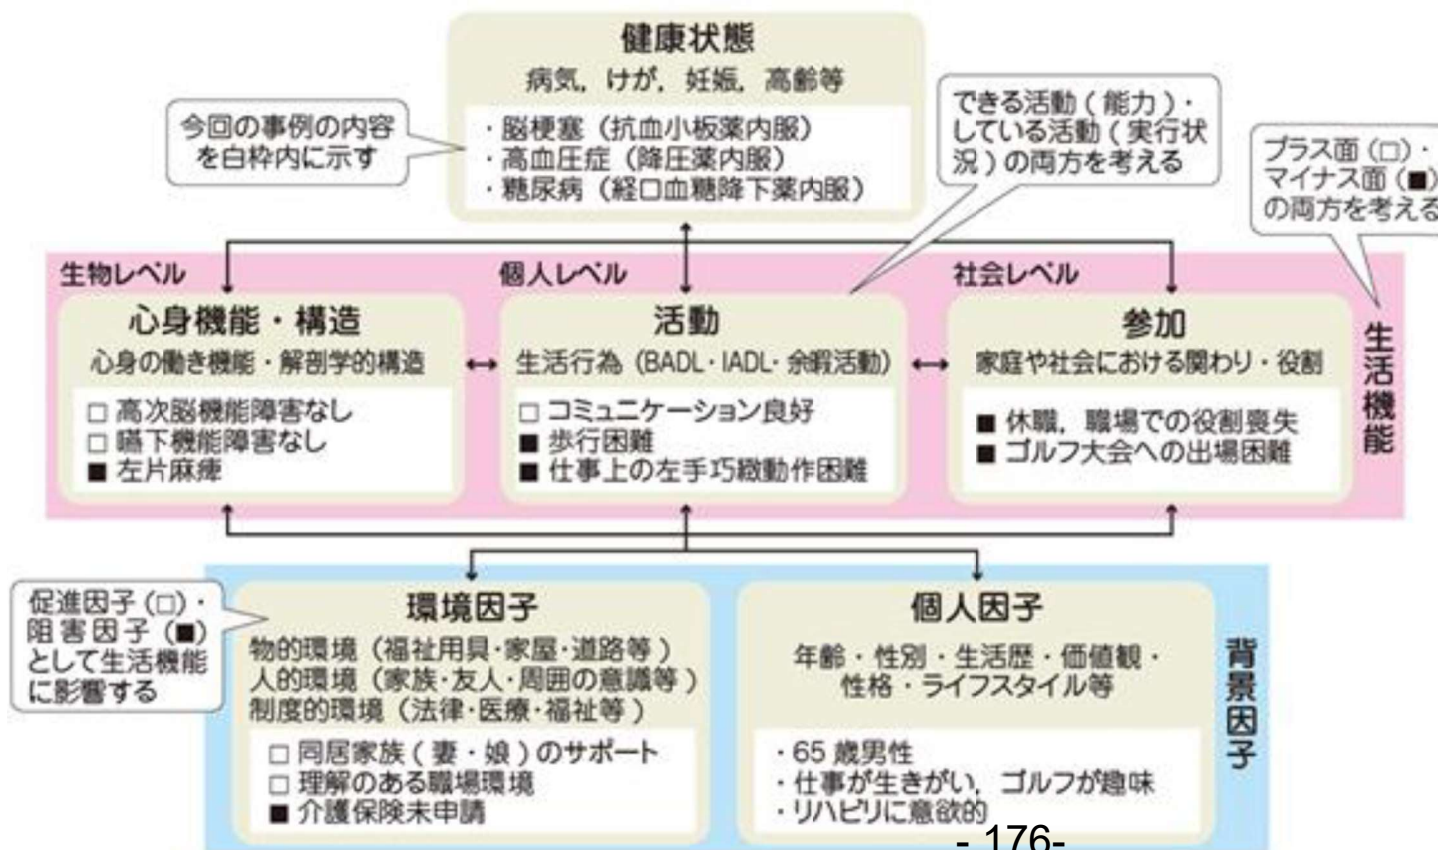 健康状態
病気，けが，妊娠，高齢等
・脳梗塞（抗血小板薬内服）
・高血圧症（降圧薬内服）
・糖尿病（経口血糖降下薬内服）
今回の事例の内容
を白枠内に示す
できる活動（能力）・
している活動（実行状
況）の両方を考える
プラス面（□）・
マイナス面（■）
の両方を考える
生物レベル
心身機能・構造
心身の働き機能・解剖学的構造
□ 高次脳機能障害なし
□ 嚥下機能障害なし
■ 左片麻痺
個人レベル
活動
生活行為（BADL・IADL・余暇活動）
□ コミュニケーション良好
■ 歩行困難
■ 仕事上の左手巧緻動作困難
社会レベル
参加
家庭や社会における関わり・役割
■ 休職，職場での役割喪失
■ ゴルフ大会への出場困難
生活機能
促進因子（□）・
阻害因子（■）
として生活機能
に影響する
環境因子
物的環境（福祉用具・家屋・道路等）
人的環境（家族・友人・周囲の意識等）
制度的環境（法律・医療・福祉等）
□ 同居家族（妻・娘）のサポート
□ 理解のある職場環境
■ 介護保険未申請
個人因子
年齢・性別・生活歴・価値観・
性格・ライフスタイル等
・65 歳男性
・仕事が生きがい，ゴルフが趣味
・リハビリに意欲的
背景因子
- 176-